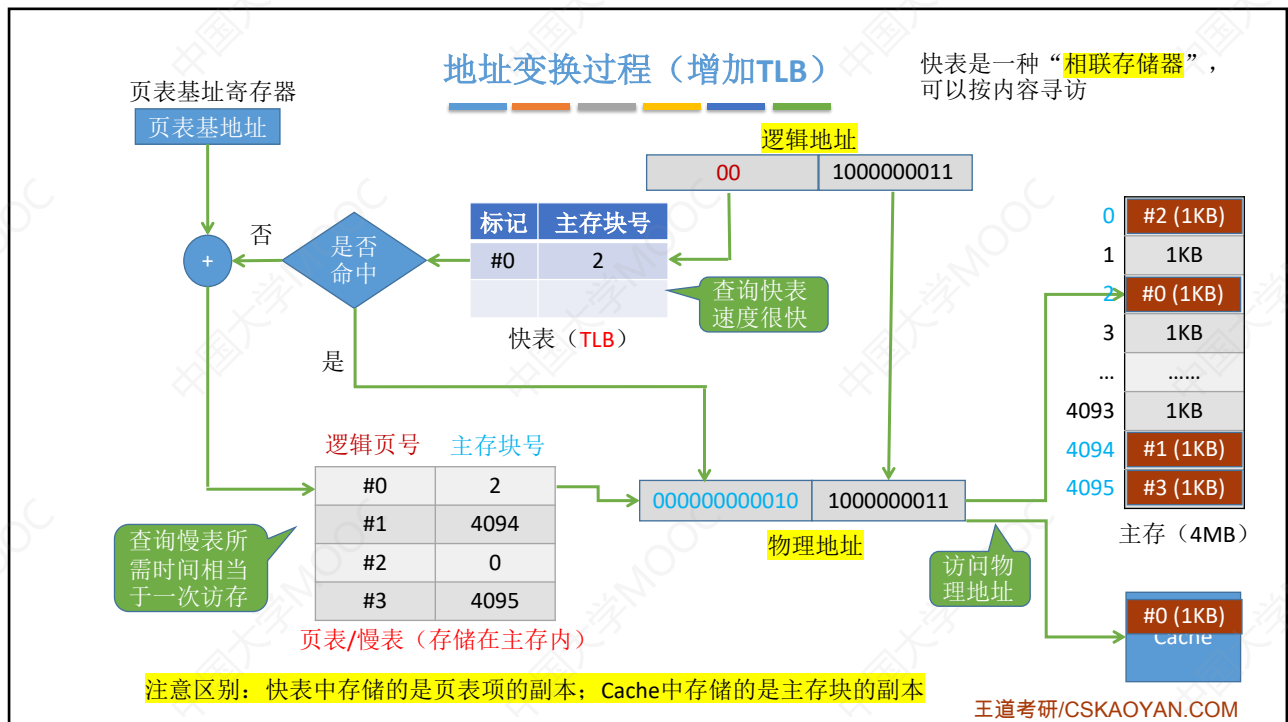 地址变换过程（增加TLB）
快表是一种“相联存储器”，
可以按内容寻访
页表基址寄存器
页表基地址
逻辑地址
00
1000000011
标记
主存块号
#0
2
快表（TLB）
查询快表
速度很快
是否
命中
否
+
是
逻辑页号
主存块号
#0
2
#1
4094
#2
0
#3
4095
页表/慢表（存储在主存内）
查询慢表所
需时间相当
于一次访存
000000000010
1000000011
物理地址
访问物
理地址
0
#2 (1KB)
1
1KB
2
#0 (1KB)
3
1KB
...
......
4093
1KB
4094
#1 (1KB)
4095
#3 (1KB)
主存（4MB）
#0 (1KB)
Cache
注意区别：快表中存储的是页表项的副本；Cache中存储的是主存块的副本
王道考研/CSKAOYAN.COM
中国大学MOOC